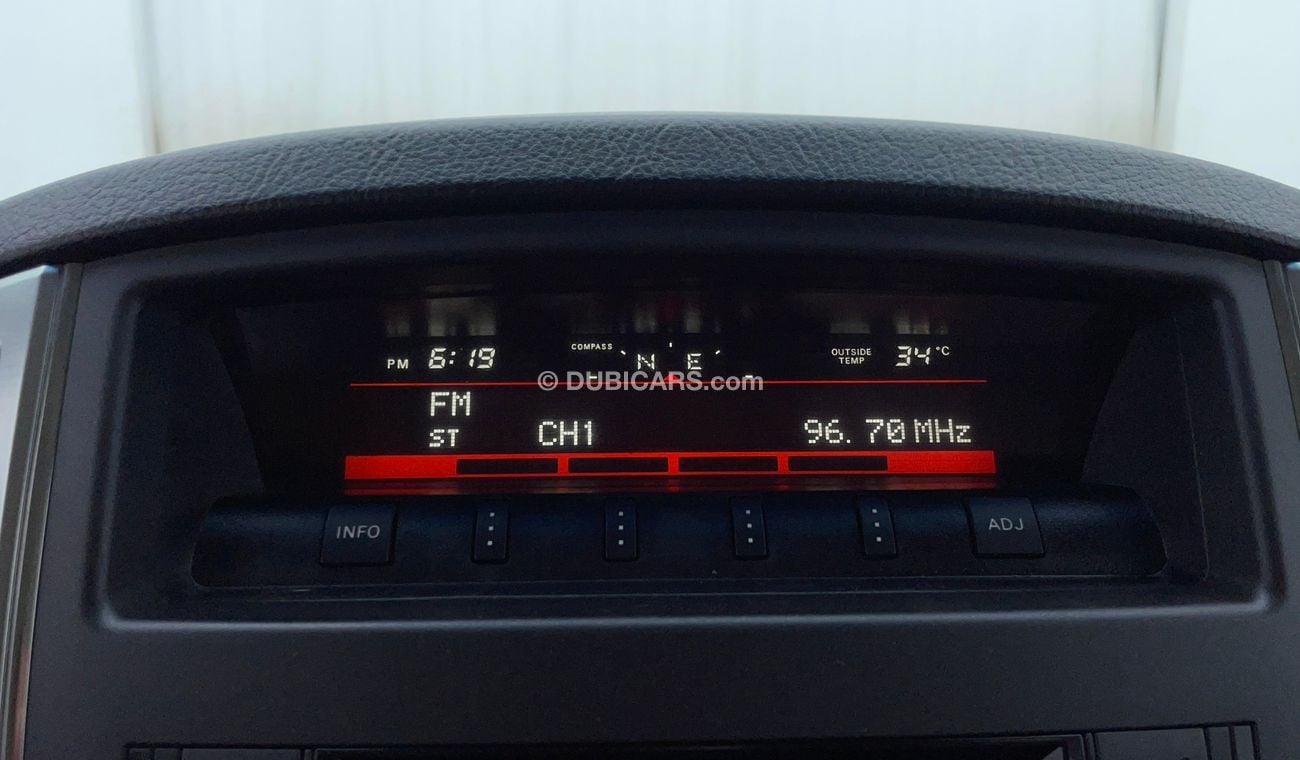 COMPASS
PM 6:19 N E OUTSIDE TEMP 34°C
© DUBICARS.com
FM
ST CH1 96.70 MHz
INFO ADJ